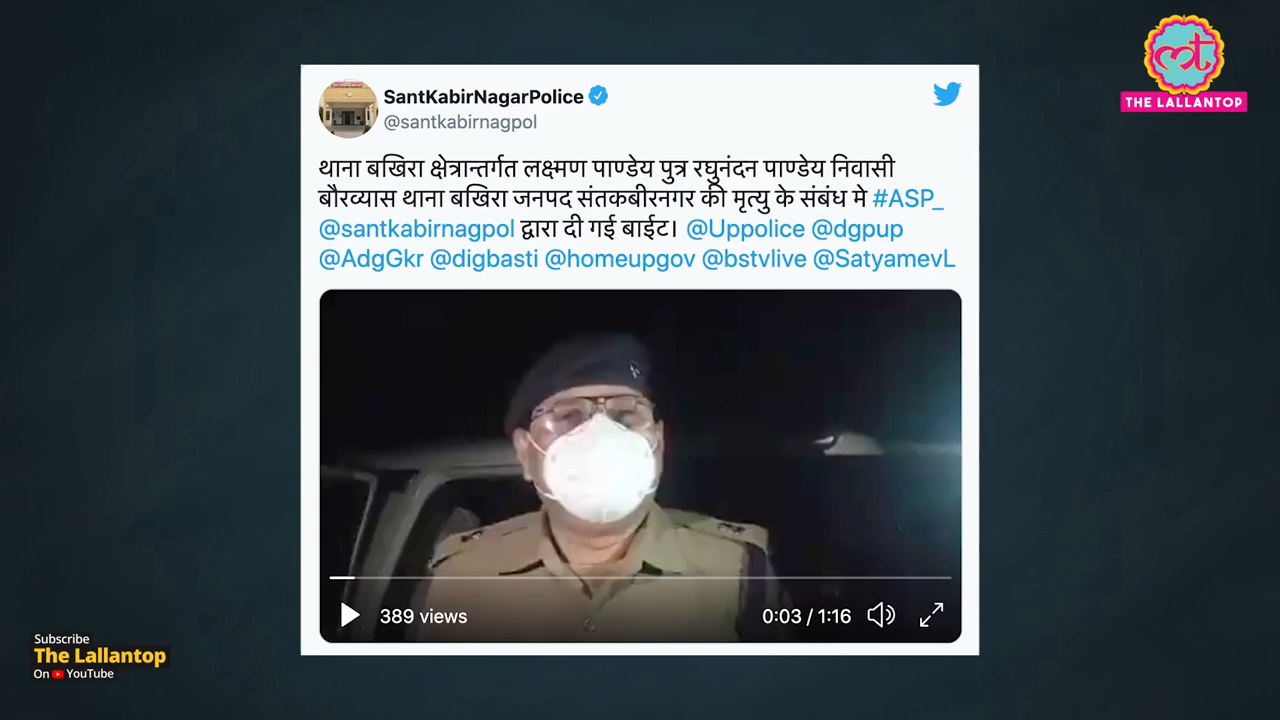 SantKabirNagarPolice
@santkabirnagpol
थाना बखिरा क्षेत्रान्तर्गत लक्ष्मण पाण्डेय पुत्र रघुनंदन पाण्डेय निवासी
बौरव्यास थाना बखिरा जनपद संतकबीरनगर की मृत्यु के संबंध मे #ASP_
@santkabirnagpol द्वारा दी गई बाईट। @Uppolice @dgpup
@AdgGkr @digbasti @homeupgov @bstvlive @SatyamevL
389 views
0:03 / 1:16
THE LALLANTOP
Subscribe
The Lallantop
On YouTube